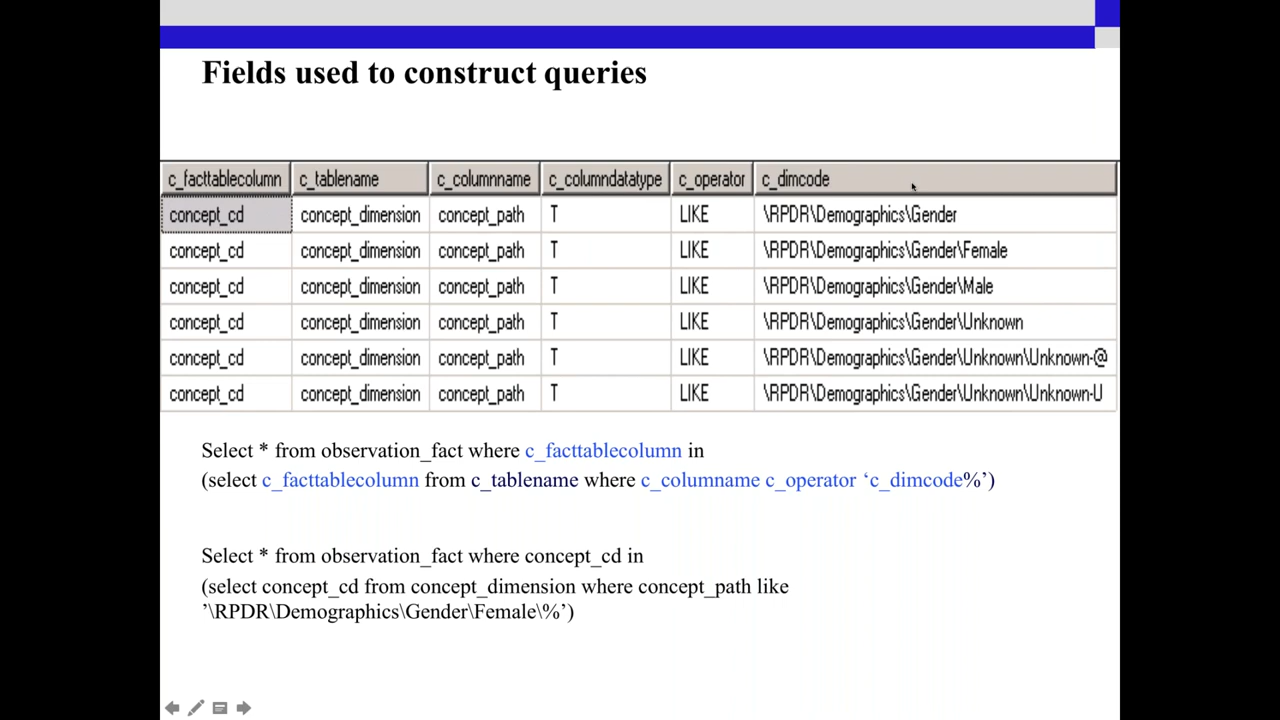 Fields used to construct queries
c_facttablecolumn c_tablename c_columnname c_columndatatype c_operator c_dimcode
concept_cd concept_dimension concept_path T LIKE \RPDR\Demographics\Gender
concept_cd concept_dimension concept_path T LIKE \RPDR\Demographics\Gender\Female
concept_cd concept_dimension concept_path T LIKE \RPDR\Demographics\Gender\Male
concept_cd concept_dimension concept_path T LIKE \RPDR\Demographics\Gender\Unknown
concept_cd concept_dimension concept_path T LIKE \RPDR\Demographics\Gender\Unknown\Unknown-@
concept_cd concept_dimension concept_path T LIKE \RPDR\Demographics\Gender\Unknown\Unknown-U
Select * from observation_fact where c_facttablecolumn in
(select c_facttablecolumn from c_tablename where c_columnname c_operator ‘c_dimcode%’)
Select * from observation_fact where concept_cd in
(select concept_cd from concept_dimension where concept_path like
’\RPDR\Demographics\Gender\Female\%’)